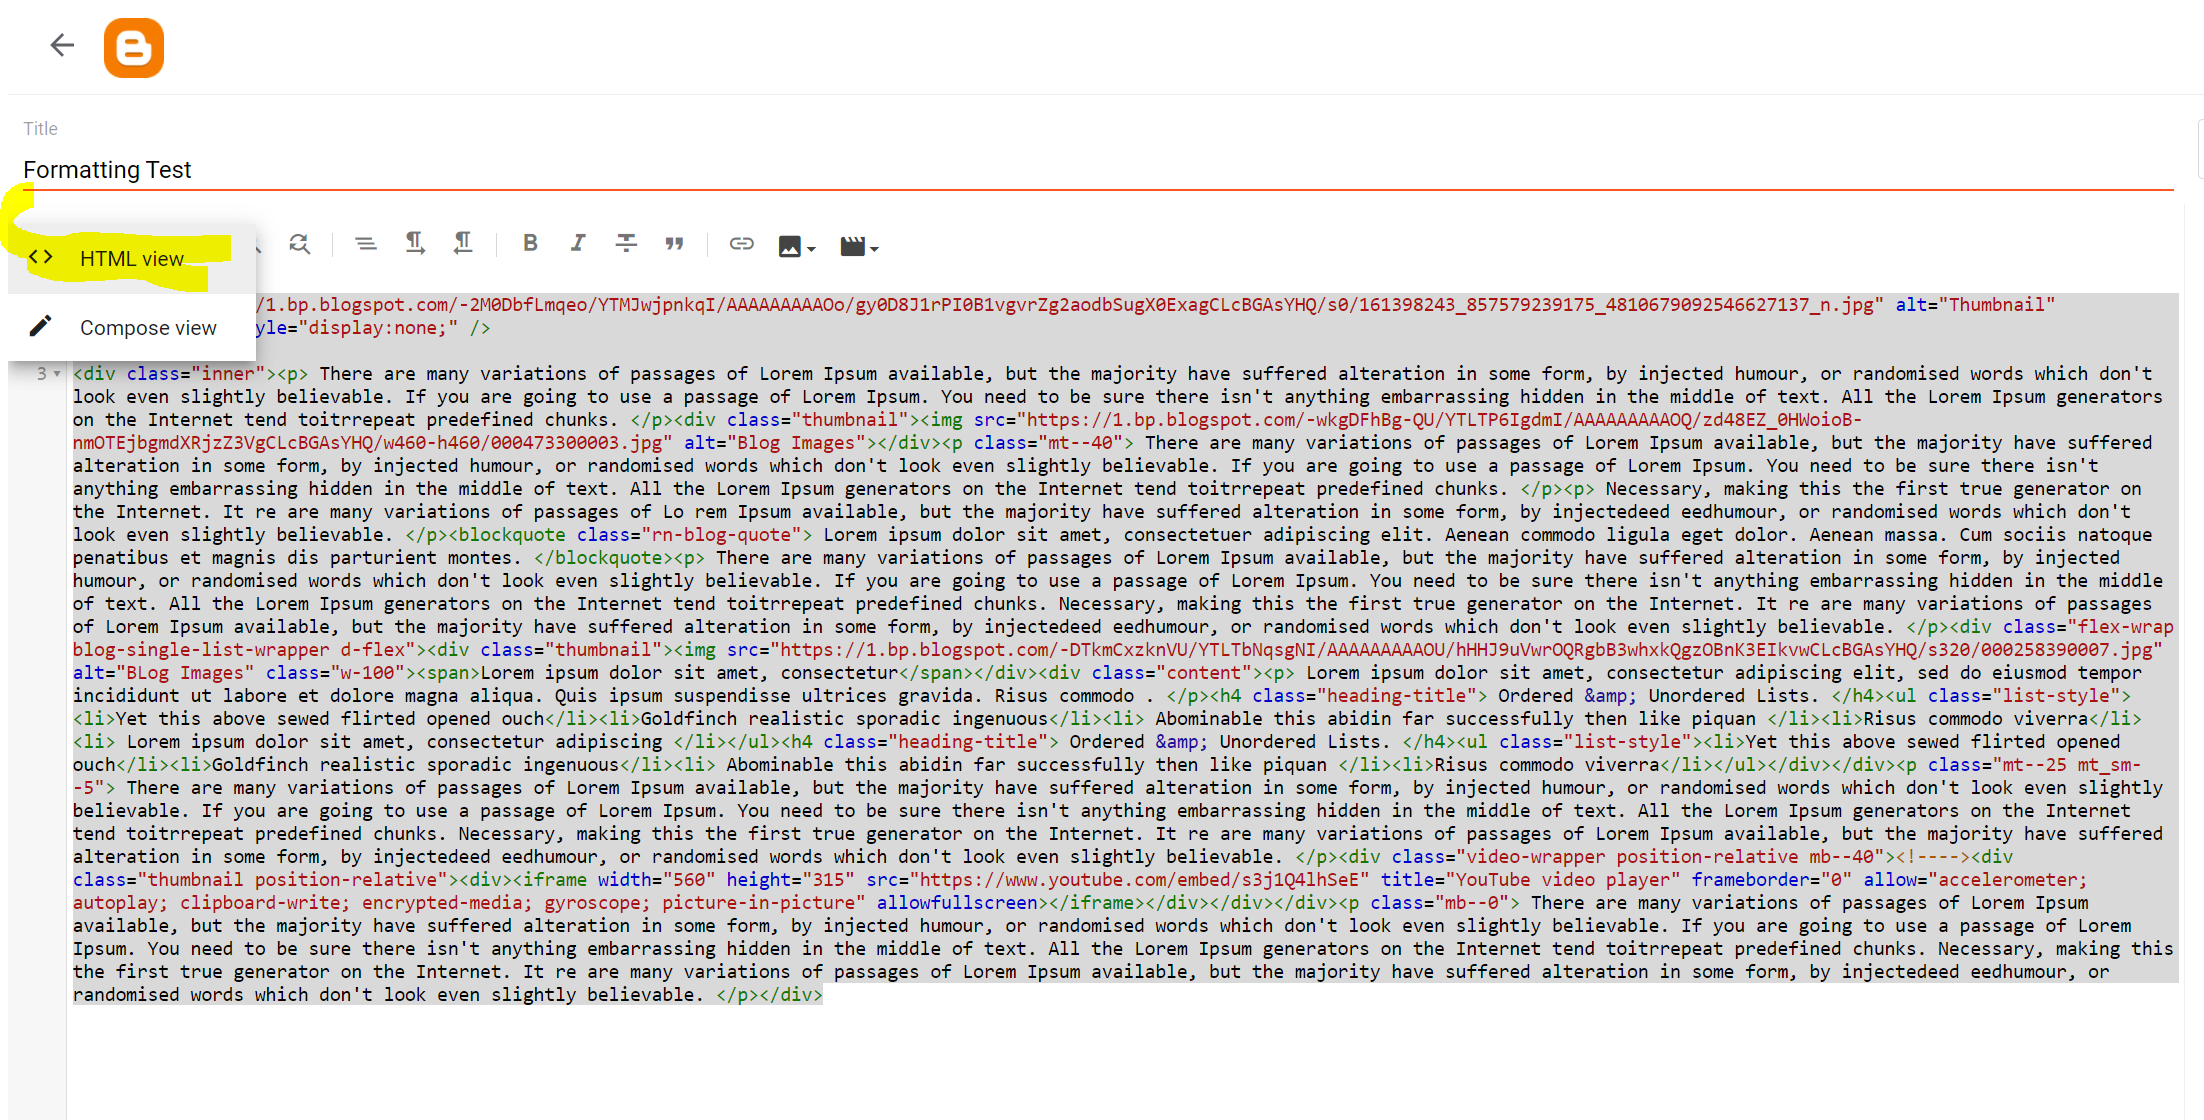 Title
Formatting Test
<> HTML view
B I
Compose view
/1.bp.blogspot.com/-2M0DbfLmqeo/YTMJwjpnkqI/AAAAAAAAAOo/gy0D8J1rPI0B1vgvrZg2aodbSugX0ExagCLcBGAsYHQ/s0/161398243_857579239175_4810679092546627137_n.jpg" alt="Thumbnail"
yle="display:none;" />
3 <div class="inner"><p> There are many variations of passages of Lorem Ipsum available, but the majority have suffered alteration in some form, by injected humour, or randomised words which don't
look even slightly believable. If you are going to use a passage of Lorem Ipsum. You need to be sure there isn't anything embarrassing hidden in the middle of text. All the Lorem Ipsum generators
on the Internet tend toitrrepeat predefined chunks. </p><div class="thumbnail"><img src="https://1.bp.blogspot.com/-wkgDFhBg-QU/YTLTP6IgdmI/AAAAAAAAAOQ/zd48EZ_0HWoioB-
nmOTEjbgmdXRjzZ3VgCLcBGAsYHQ/w460-h460/000473300003.jpg" alt="Blog Images"></div><p class="mt--40"> There are many variations of passages of Lorem Ipsum available, but the majority have suffered
alteration in some form, by injected humour, or randomised words which don't look even slightly believable. If you are going to use a passage of Lorem Ipsum. You need to be sure there isn't
anything embarrassing hidden in the middle of text. All the Lorem Ipsum generators on the Internet tend toitrrepeat predefined chunks. </p><p> Necessary, making this the first true generator on
the Internet. It re are many variations of passages of Lo rem Ipsum available, but the majority have suffered alteration in some form, by injectedeed eedhumour, or randomised words which don't
look even slightly believable. </p><blockquote class="rn-blog-quote"> Lorem ipsum dolor sit amet, consectetuer adipiscing elit. Aenean commodo ligula eget dolor. Aenean massa. Cum sociis natoque
penatibus et magnis dis parturient montes. </blockquote><p> There are many variations of passages of Lorem Ipsum available, but the majority have suffered alteration in some form, by injected
humour, or randomised words which don't look even slightly believable. If you are going to use a passage of Lorem Ipsum. You need to be sure there isn't anything embarrassing hidden in the middle
of text. All the Lorem Ipsum generators on the Internet tend toitrrepeat predefined chunks. Necessary, making this the first true generator on the Internet. It re are many variations of passages
of Lorem Ipsum available, but the majority have suffered alteration in some form, by injectedeed eedhumour, or randomised words which don't look even slightly believable. </p><div class="flex-wrap
blog-single-list-wrapper d-flex"><div class="thumbnail"><img src="https://1.bp.blogspot.com/-DTkmCxzknVU/YTLTbNqsgNI/AAAAAAAAAOU/hHHJ9uVwrOQRgbB3whxkQgzOBnK3EIkvwCLcBGAsYHQ/s320/000258390007.jpg"
alt="BLog Images" class="w-100"><span>Lorem ipsum dolor sit amet, consectetur</span></div><div class="content"><p> Lorem ipsum dolor sit amet, consectetur adipiscing elit, sed do eiusmod tempor
incididunt ut labore et dolore magna aliqua. Quis ipsum suspendisse ultrices gravida. Risus commodo . </p><h4 class="heading-title"> Ordered &amp; Unordered Lists. </h4><ul class="list-style">
<li>Yet this above sewed flirted opened ouch</li><li>Goldfinch realistic sporadic ingenuous</li><li> Abominable this abidin far successfully then like piquan </li><li>Risus commodo viverra</li>
<li> Lorem ipsum dolor sit amet, consectetur adipiscing </li></ul><h4 class="heading-title"> Ordered &amp; Unordered Lists. </h4><ul class="list-style"><li>Yet this above sewed flirted opened
ouch</li><li>Goldfinch realistic sporadic ingenuous</li><li> Abominable this abidin far successfully then like piquan </li><li>Risus commodo viverra</li></ul></div></div><p class="mt--25 mt_sm-
-5"> There are many variations of passages of Lorem Ipsum available, but the majority have suffered alteration in some form, by injected humour, or randomised words which don't look even slightly
believable. If you are going to use a passage of Lorem Ipsum. You need to be sure there isn't anything embarrassing hidden in the middle of text. All the Lorem Ipsum generators on the Internet
tend toitrrepeat predefined chunks. Necessary, making this the first true generator on the Internet. It re are many variations of passages of Lorem Ipsum available, but the majority have suffered
alteration in some form, by injectedeed eedhumour, or randomised words which don't look even slightly believable. </p><div class="video-wrapper position-relative mb--40"><!----><div
class="thumbnail position-relative"><div><iframe width="560" height="315" src="https://www.youtube.com/embed/s3j1Q4lhSeE" title="YouTube video player" frameborder="0" allow="accelerometer;
autoplay; clipboard-write; encrypted-media; gyroscope; picture-in-picture" allowfullscreen></iframe></div></div></div><p class="mb--0"> There are many variations of passages of Lorem Ipsum
available, but the majority have suffered alteration in some form, by injected humour, or randomised words which don't look even slightly believable. If you are going to use a passage of Lorem
Ipsum. You need to be sure there isn't anything embarrassing hidden in the middle of text. All the Lorem Ipsum generators on the Internet tend toitrrepeat predefined chunks. Necessary, making this
the first true generator on the Internet. It re are many variations of passages of Lorem Ipsum available, but the majority have suffered alteration in some form, by injectedeed eedhumour, or
randomised words which don't look even slightly believable. </p></div>